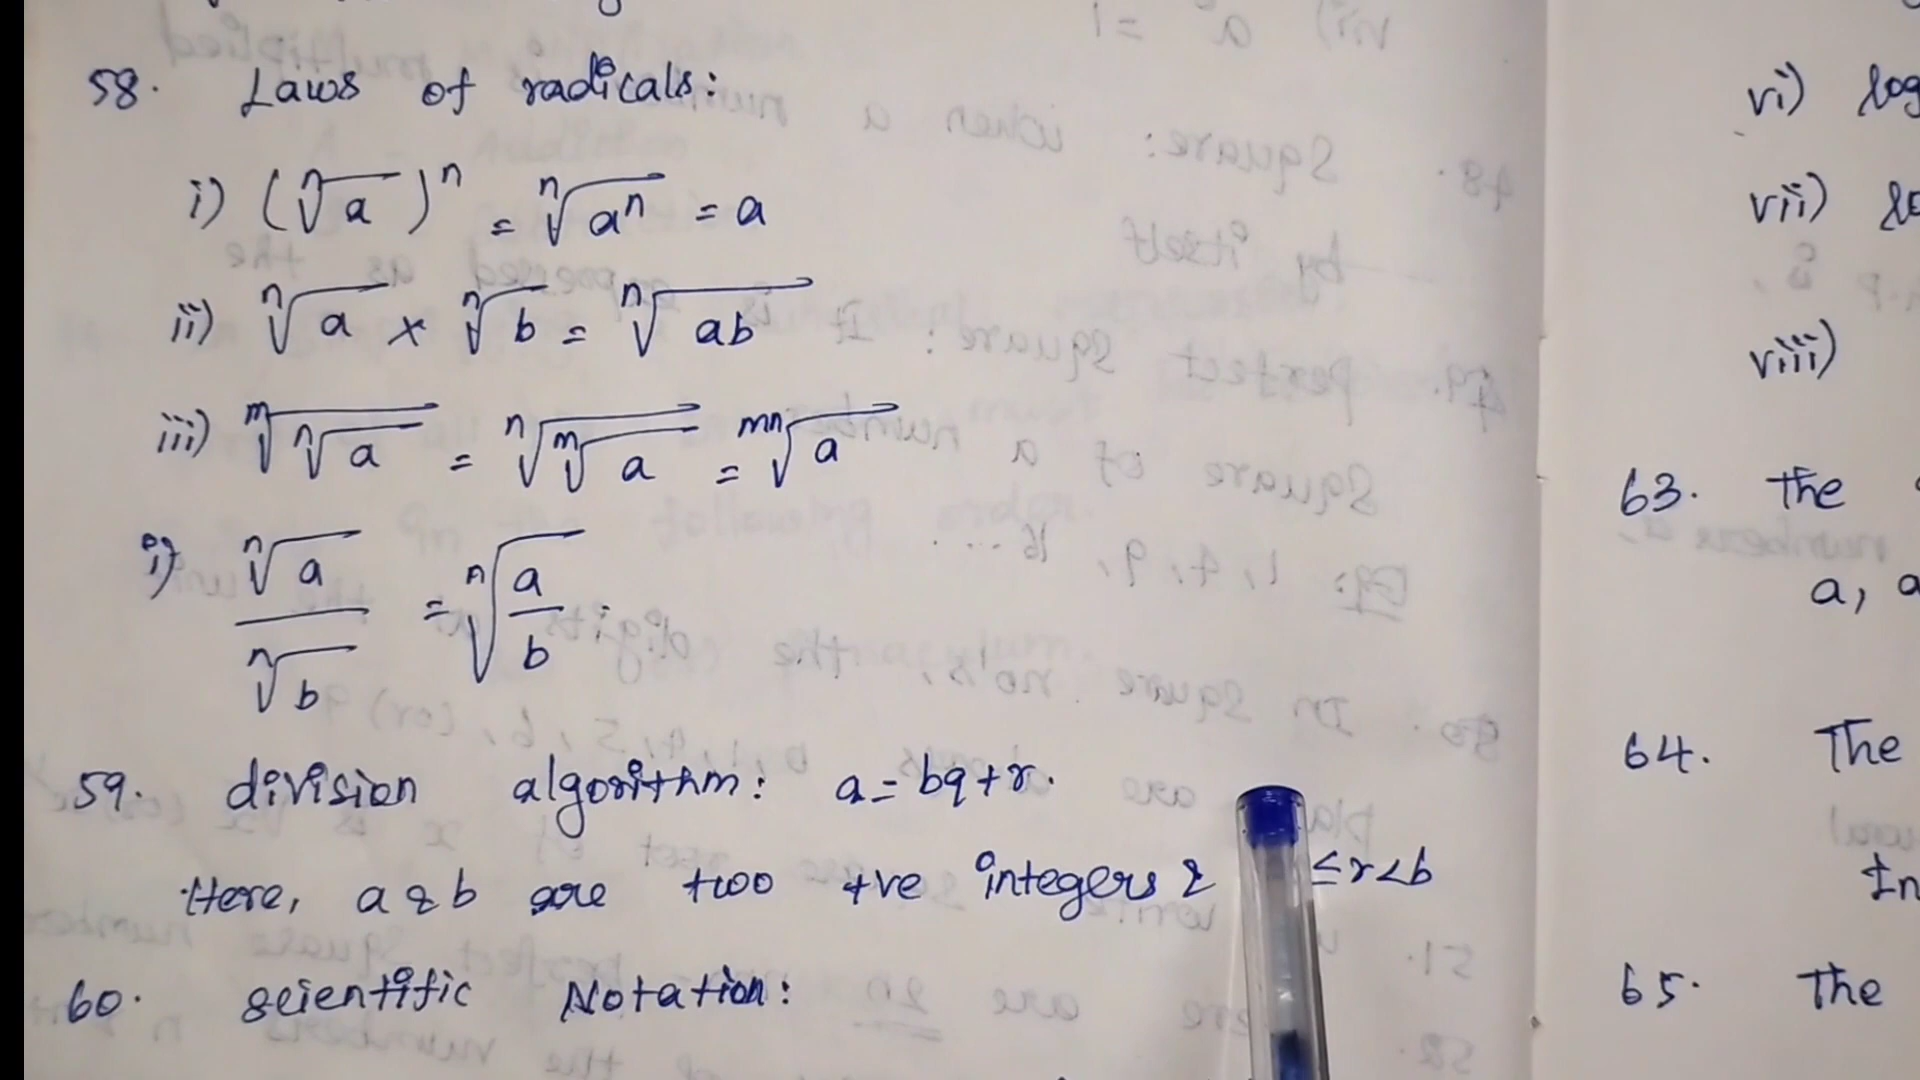 58. Laws of radicals:
i) (ⁿ√a)ⁿ = ⁿ√aⁿ = a
ii) ⁿ√a × ⁿ√b = ⁿ√ab
iii) ᵐ√ⁿ√a = ⁿ√ᵐ√a = ᵐⁿ√a
i) ⁿ√a / ⁿ√b = ⁿ√a/b
59. division algorithm: a = bq + r.
Here, a & b are two +ve integers & ≤ r < b
60. scientific Notation:
vi) log
vii)
viii)
63. The
a,
64. The
In
65. The